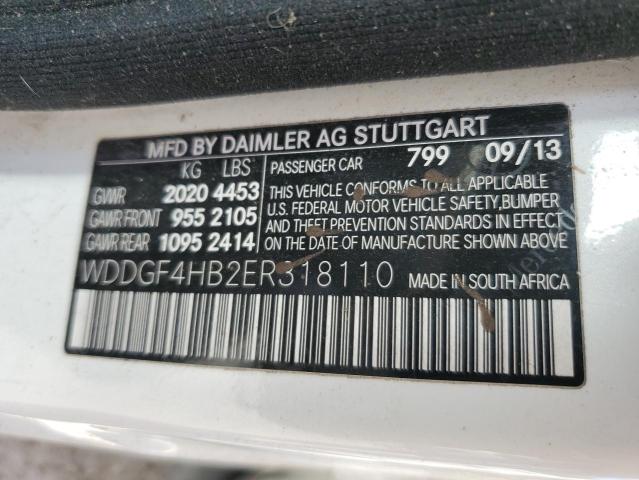 MFD BY DAIMLER AG STUTTGART
KG LBS
GVWR 2020 4453
GAWR FRONT 955 2105
GAWR REAR 1095 2414
PASSENGER CAR 799 09/13
THIS VEHICLE CONFORMS TO ALL APPLICABLE
U.S. FEDERAL MOTOR VEHICLE SAFETY,BUMPER
AND THEFT PREVENTION STANDARDS IN EFFECT
ON THE DATE OF MANUFACTURE SHOWN ABOVE.
WDDGF4HB2ER318110 MADE IN SOUTH AFRICA